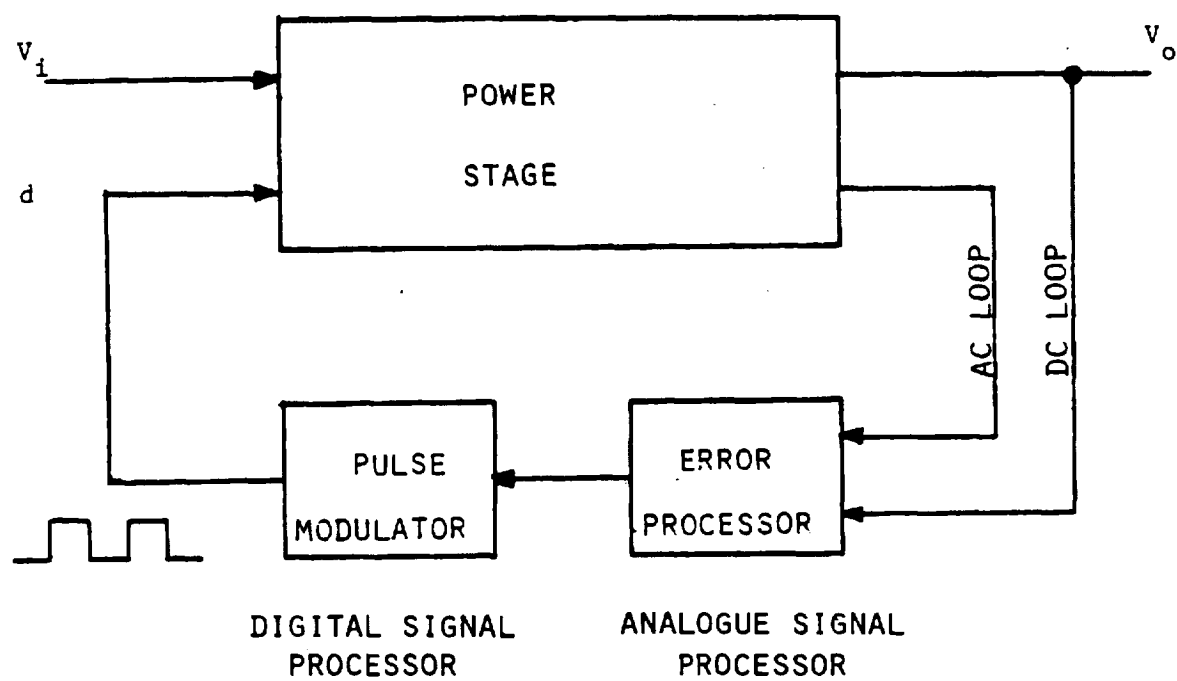 V_i
V_o
POWER
STAGE
d
AC LOOP
DC LOOP
PULSE
MODULATOR
ERROR
PROCESSOR
DIGITAL SIGNAL
PROCESSOR
ANALOGUE SIGNAL
PROCESSOR